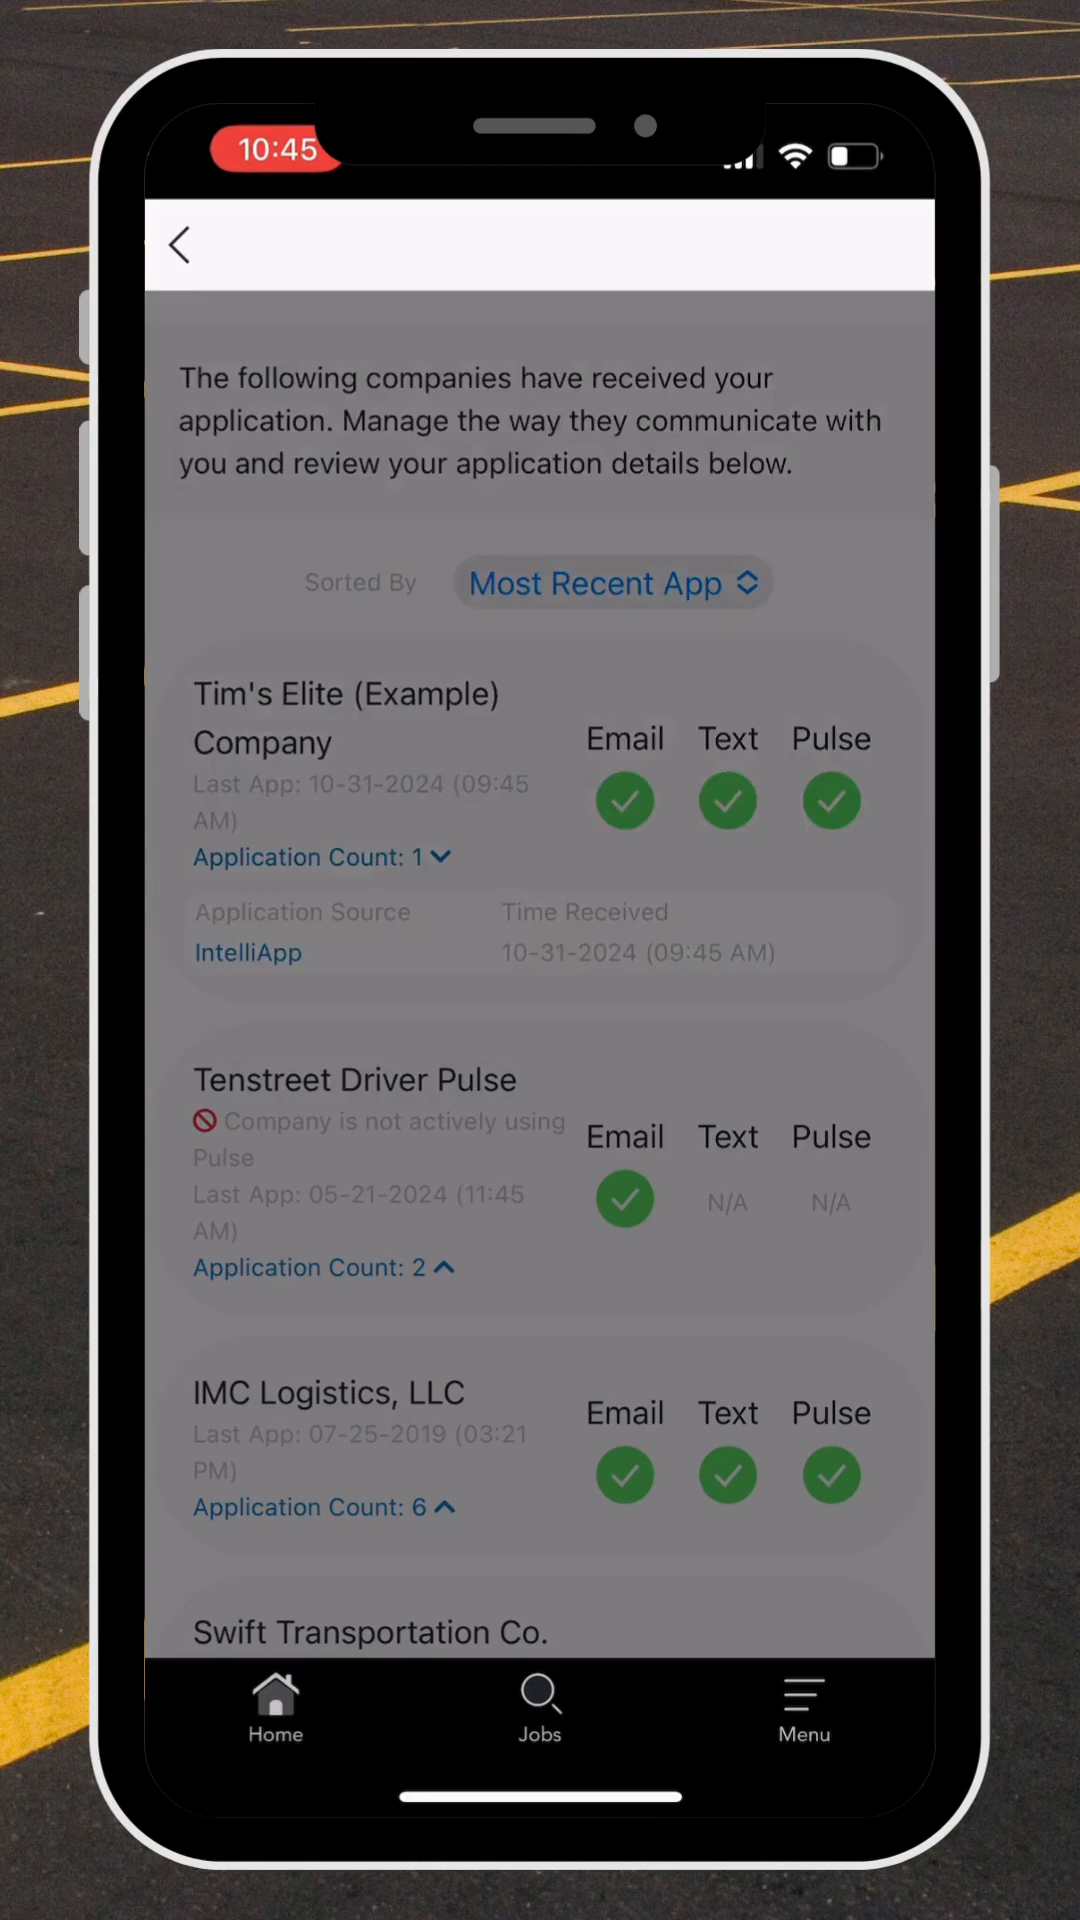 10:45
The following companies have received your
application. Manage the way they communicate with
you and review your application details below.
Sorted By Most Recent App
Tim's Elite (Example)
Company
Email Text Pulse
Last App: 10-31-2024 (09:45
AM)
Application Count: 1
Application Source Time Received
IntelliApp 10-31-2024 (09:45 AM)
Tenstreet Driver Pulse
Company is not actively using
Pulse
Email Text Pulse
N/A N/A
Last App: 05-21-2024 (11:45
AM)
Application Count: 2
IMC Logistics, LLC
Email Text Pulse
Last App: 07-25-2019 (03:21
PM)
Application Count: 6
Swift Transportation Co.
Home Jobs Menu